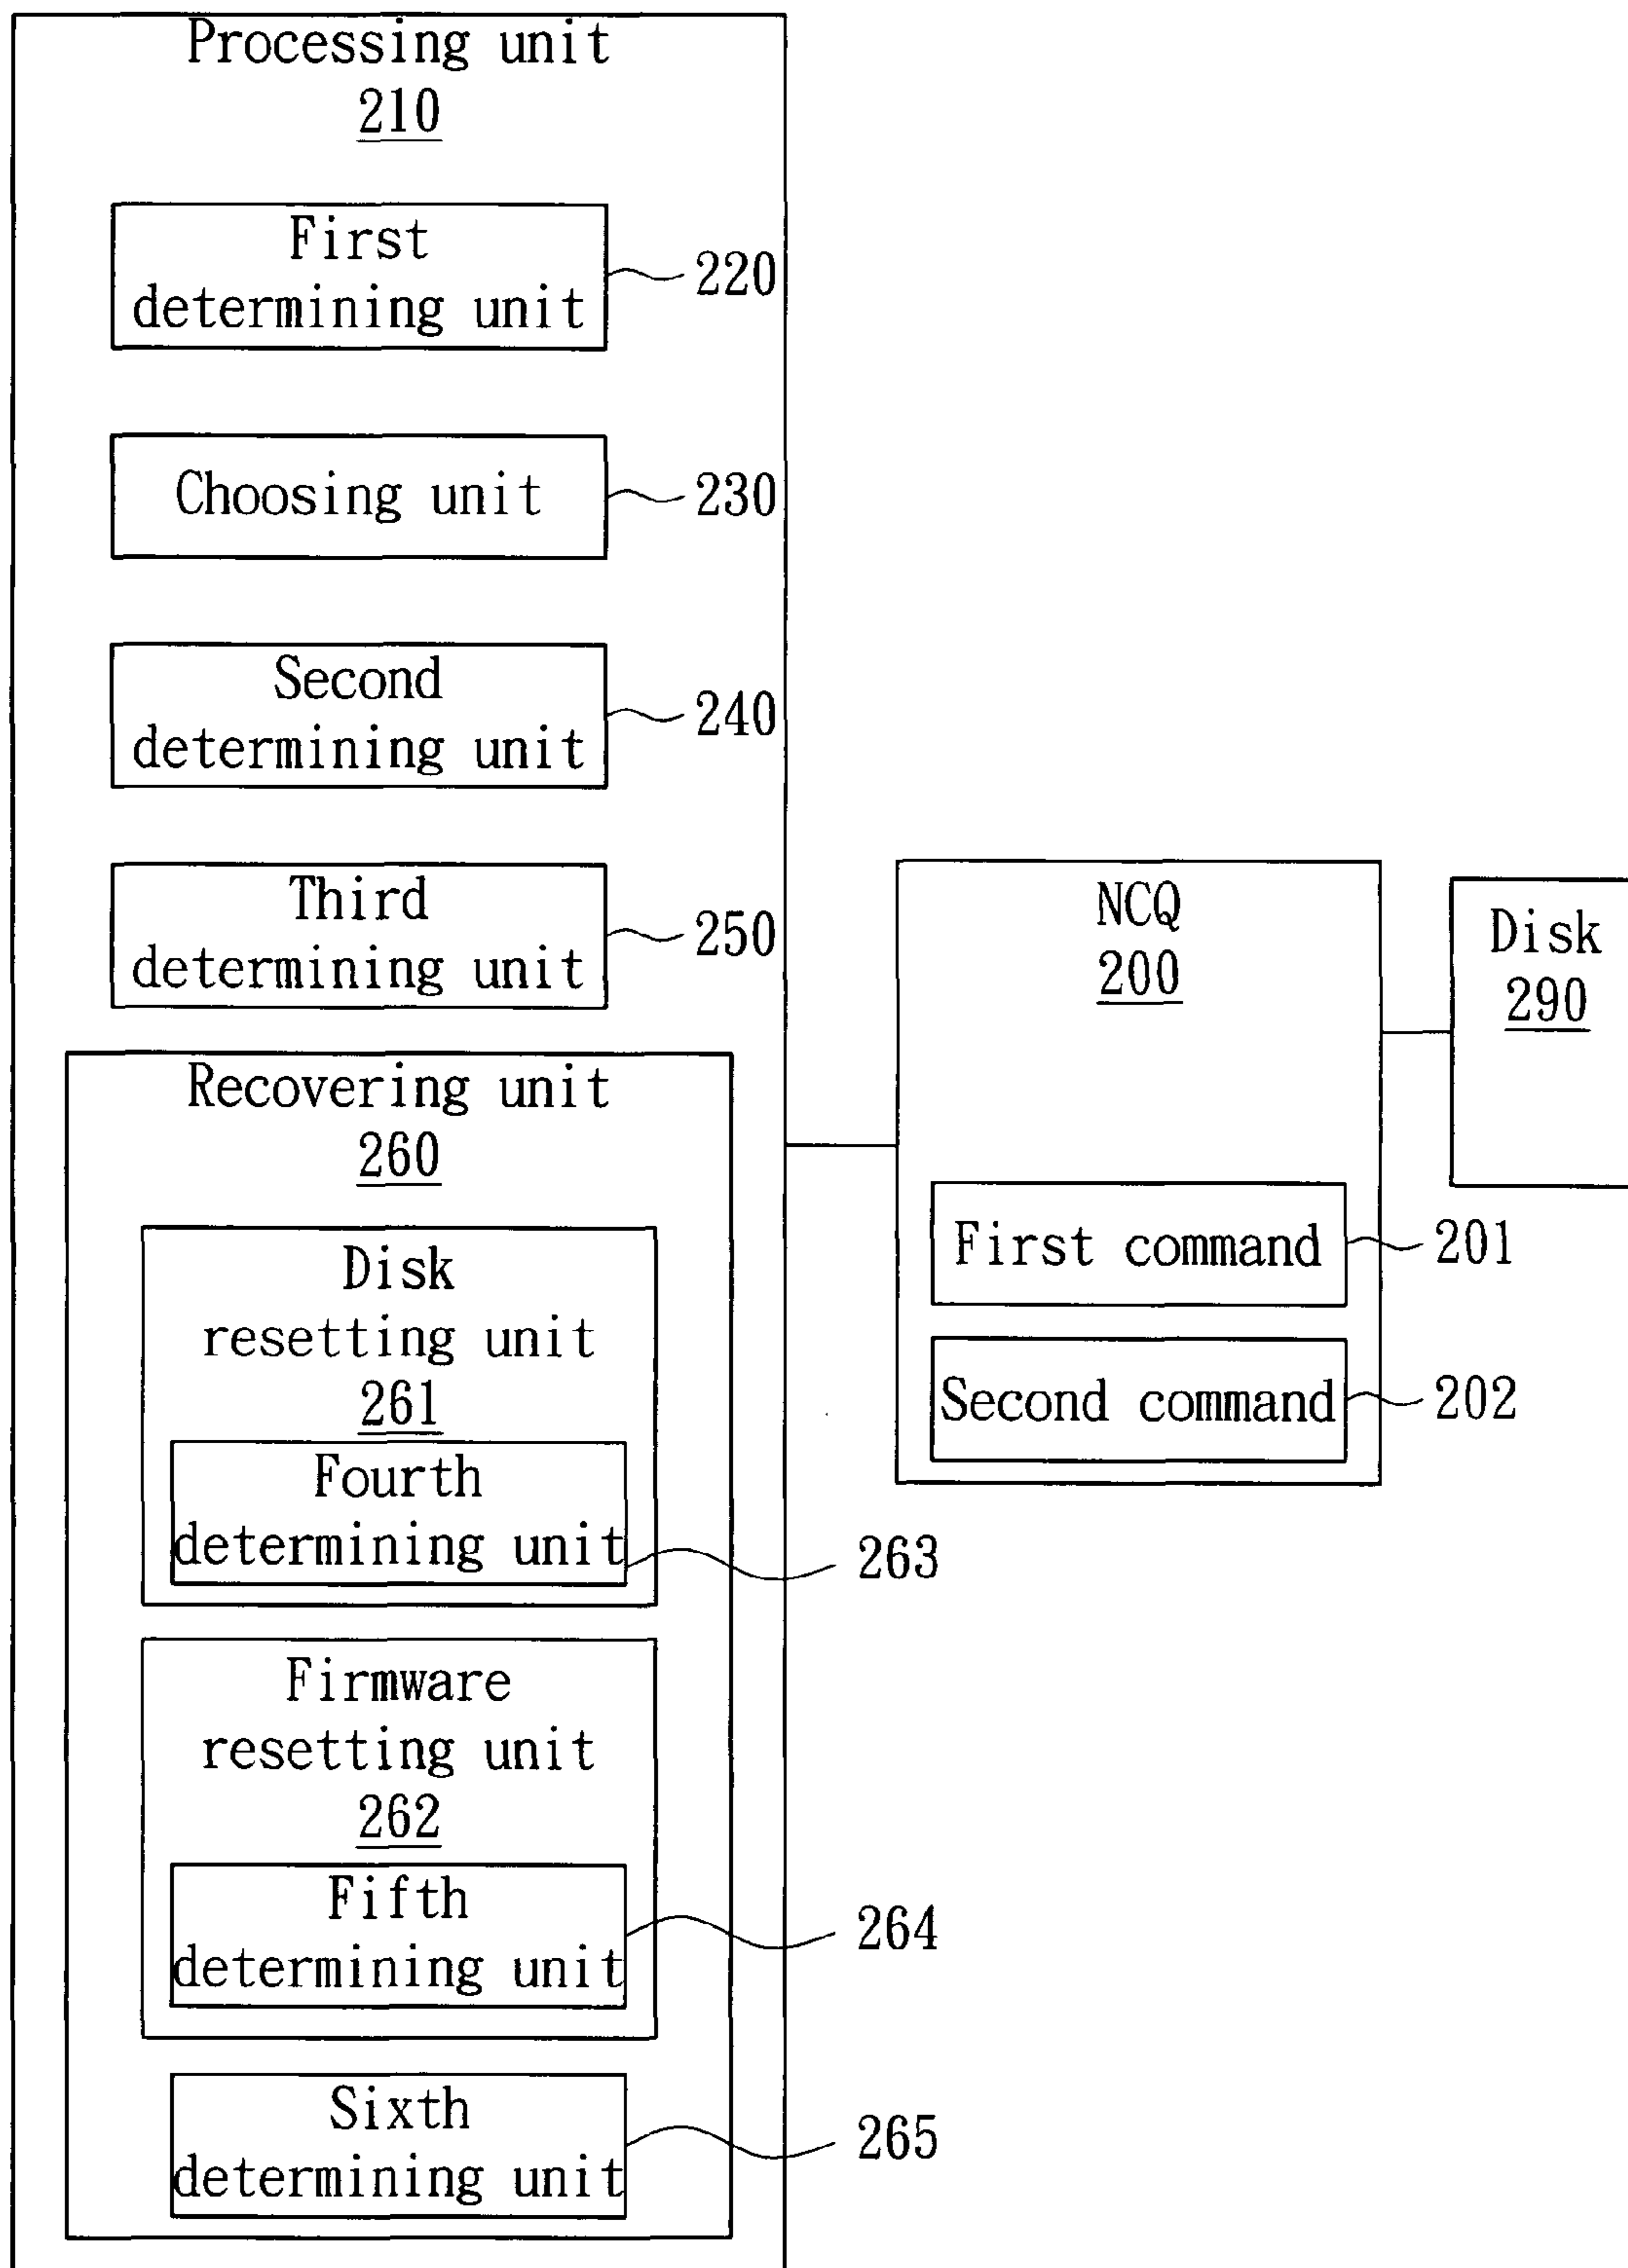 Processing unit
210
First
determining unit
220
Choosing unit
230
Second
determining unit
240
Third
determining unit
250
Recovering unit
260
Disk
resetting unit
261
Fourth
determining unit
263
Firmware
resetting unit
262
Fifth
determining unit
264
Sixth
determining unit
265
NCQ
200
First command
201
Second command
202
Disk
290